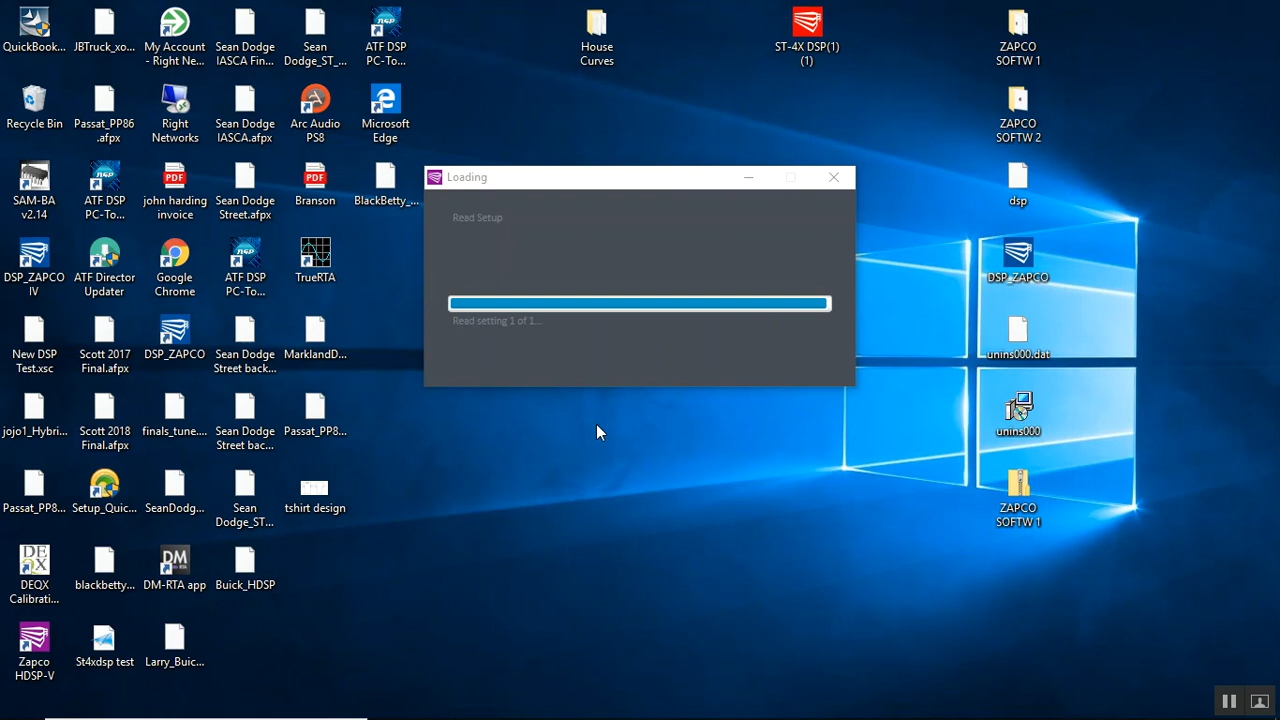 QuickBook...
JBTruck_xo...
My Account
- Right Ne...
Sean Dodge
IASCA Fin...
Sean
Dodge_ST_...
ATF DSP
PC-To...
House
Curves
ST-4X DSP(1)
(1)
ZAPCO
SOFTW 1
Recycle Bin
Passat_PP86
.afpx
Right
Networks
Sean Dodge
IASCA.afpx
Arc Audio
PS8
Microsoft
Edge
ZAPCO
SOFTW 2
SAM-BA
v2.14
ATF DSP
PC-To...
john harding
invoice
Sean Dodge
Street.afpx
Branson
BlackBetty_...
dsp
Loading
Read Setup
Read setting 1 of 1...
DSP_ZAPCO
IV
ATF Director
Updater
Google
Chrome
ATF DSP
PC-To...
TrueRTA
DSP_ZAPCO
New DSP
Test.xsc
Scott 2017
Final.afpx
DSP_ZAPCO
Sean Dodge
Street back...
MarklandD...
unins000.dat
jojo1_Hybri...
Scott 2018
Final.afpx
finals_tune....
Sean Dodge
Street bac...
Passat_PP8...
unins000
Passat_PP8...
Setup_Quic...
SeanDodg...
Sean
Dodge_ST...
tshirt design
ZAPCO
SOFTW 1
DEQX
Calibrati...
blackbetty...
DM-RTA app
Buick_HDSP
Zapco
HDSP-V
St4xdsp test
Larry_Buic...